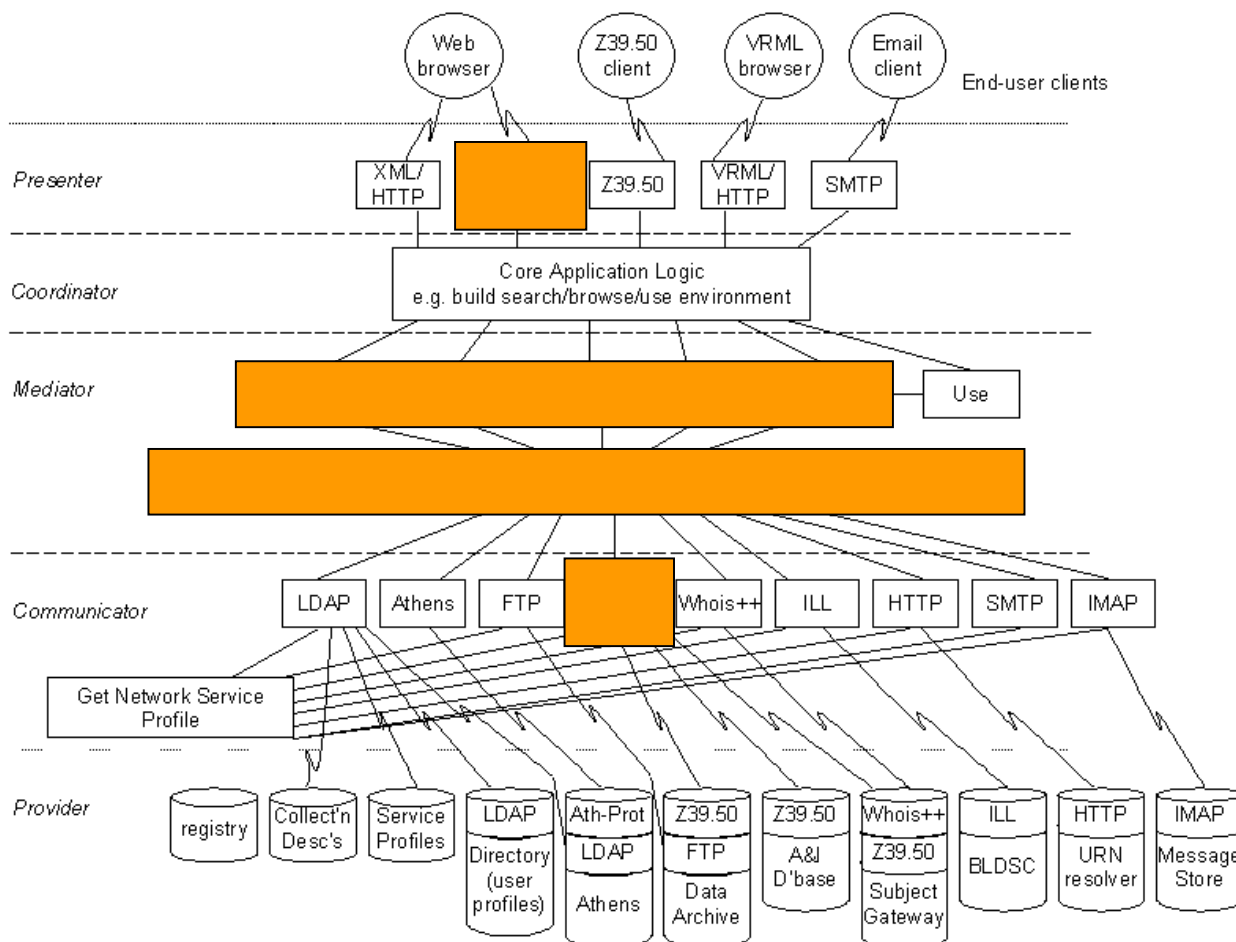 Web
browser
Z39.50
client
VRML
browser
Email
client
End-user clients
Presenter
XML/
HTTP
Z39.50
VRML/
HTTP
SMTP
Coordinator
Core Application Logic
e.g. build search/browse/use environment
Mediator
Use
Communicator
LDAP
Athens
FTP
Whois++
ILL
HTTP
SMTP
IMAP
Get Network Service
Profile
Provider
registry
Collect'n
Desc's
Service
Profiles
LDAP
Directory
(user
profiles)
Ath-Prot
LDAP
Athens
Z39.50
FTP
Data
Archive
Z39.50
A&I
D'base
Whois++
Z39.50
Subject
Gateway
ILL
BLDSC
HTTP
URN
resolver
IMAP
Message
Store